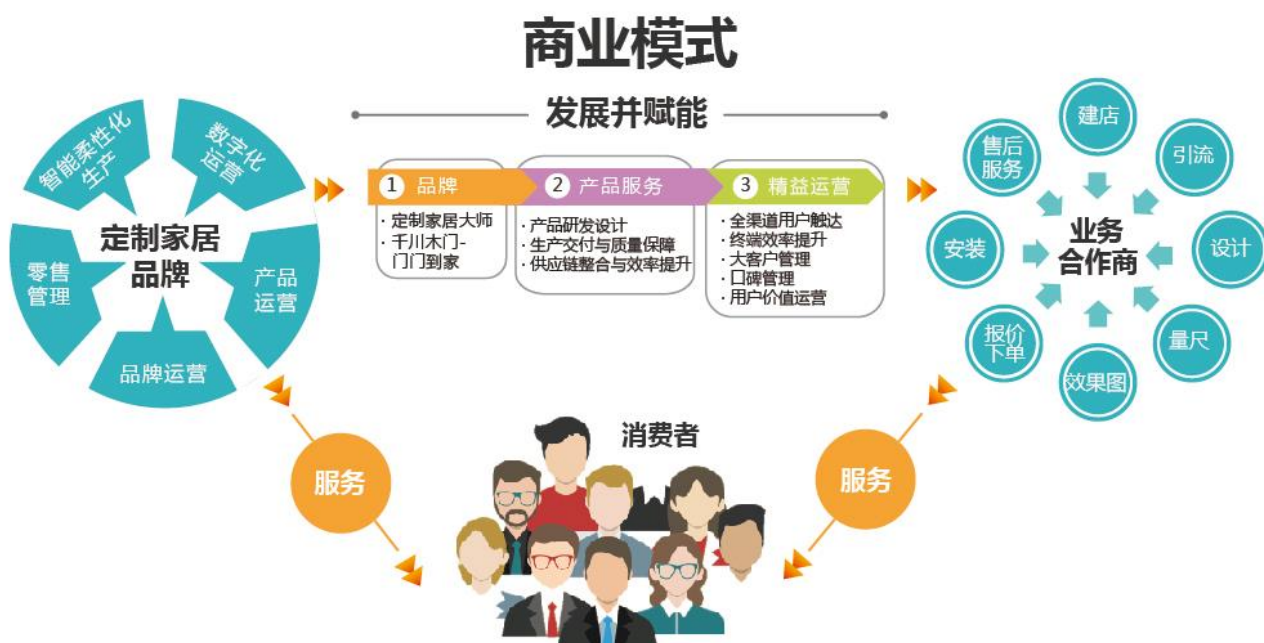 商业模式
发展并赋能
智能柔性化
生产
数字化
运营
定制家居
品牌
零售
管理
产品
运营
品牌运营
1 品牌
· 定制家居大师
· 千川木门-
门门到家
2 产品服务
· 产品研发设计
· 生产交付与质量保障
· 供应链整合与效率提升
3 精益运营
· 全渠道用户触达
· 终端效率提升
· 大客户管理
· 口碑管理
· 用户价值运营
建店
引流
设计
量尺
效果图
报价
下单
安装
售后
服务
业务
合作商
服务
消费者
服务